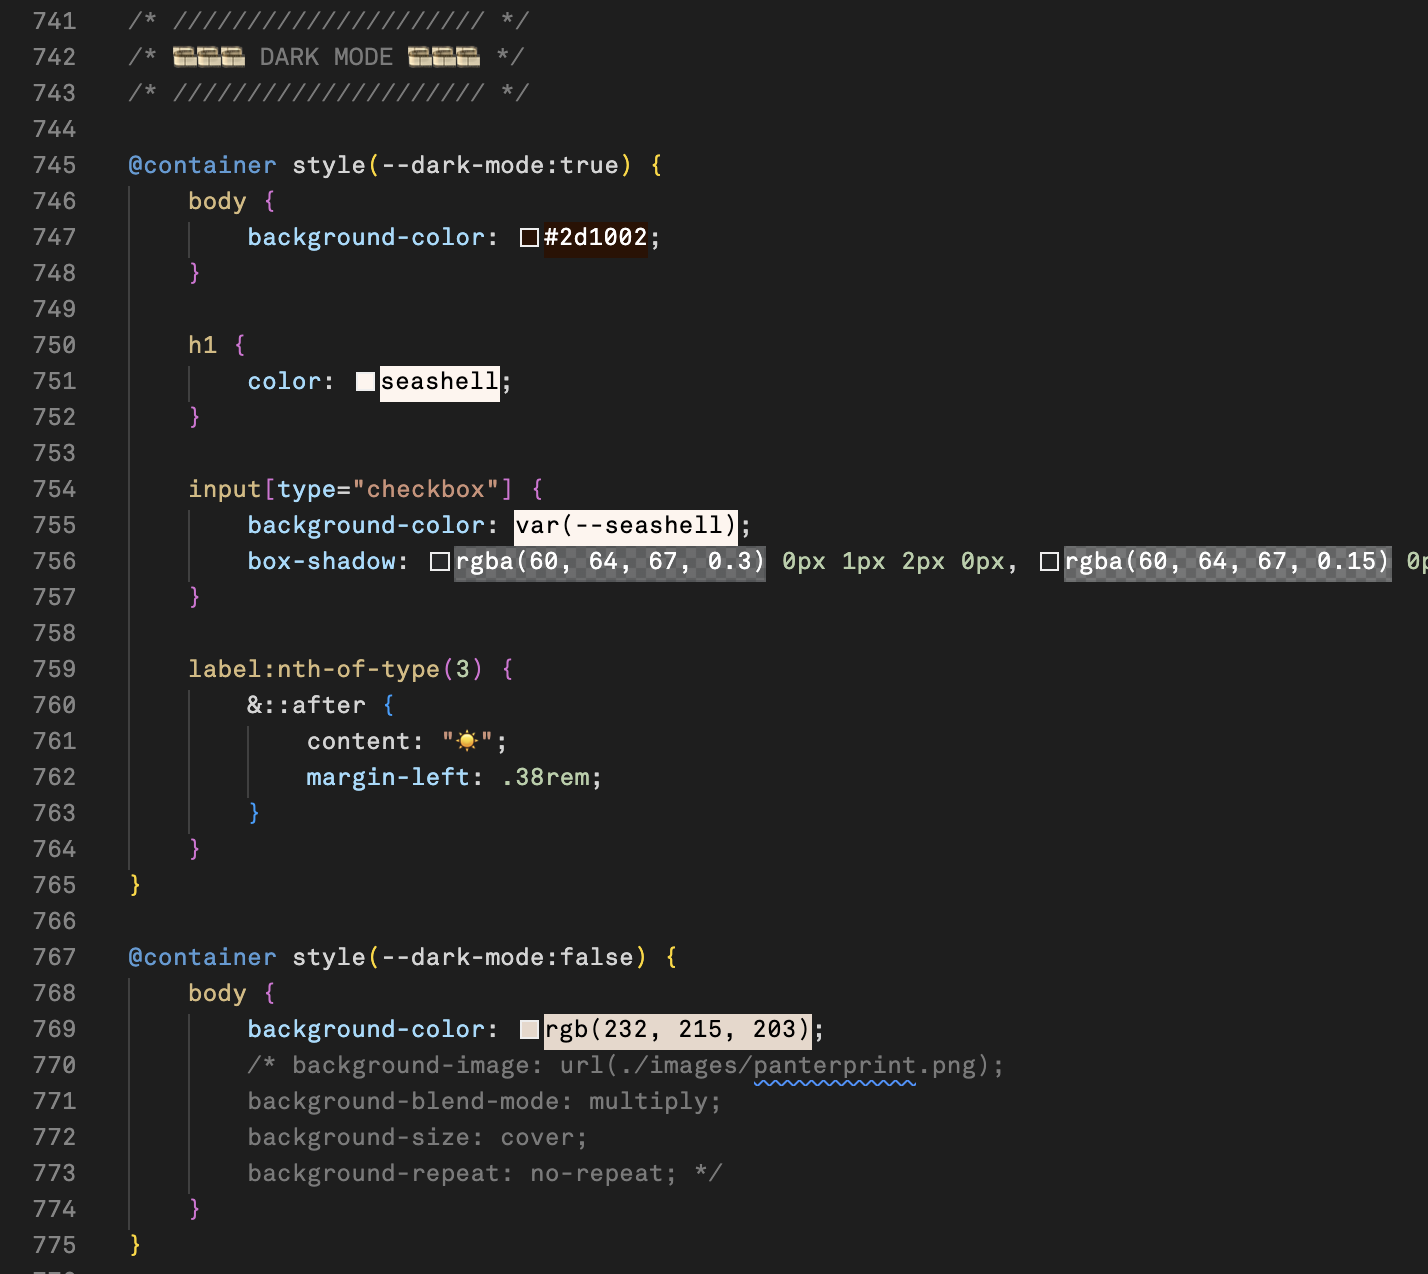 741 /* ///////////////////// */
742 /* DARK MODE */
743 /* ///////////////////// */
744
745 @container style(--dark-mode:true) {
746 body {
747 background-color: #2d1002;
748 }
749
750 h1 {
751 color: seashell;
752 }
753
754 input[type="checkbox"] {
755 background-color: var(--seashell);
756 box-shadow: rgba(60, 64, 67, 0.3) 0px 1px 2px 0px, rgba(60, 64, 67, 0.15) 0p
757 }
758
759 label:nth-of-type(3) {
760 &::after {
761 content: "☀️";
762 margin-left: .38rem;
763 }
764 }
765 }
766
767 @container style(--dark-mode:false) {
768 body {
769 background-color: rgb(232, 215, 203);
770 /* background-image: url(./images/panterprint.png);
771 background-blend-mode: multiply;
772 background-size: cover;
773 background-repeat: no-repeat; */
774 }
775 }